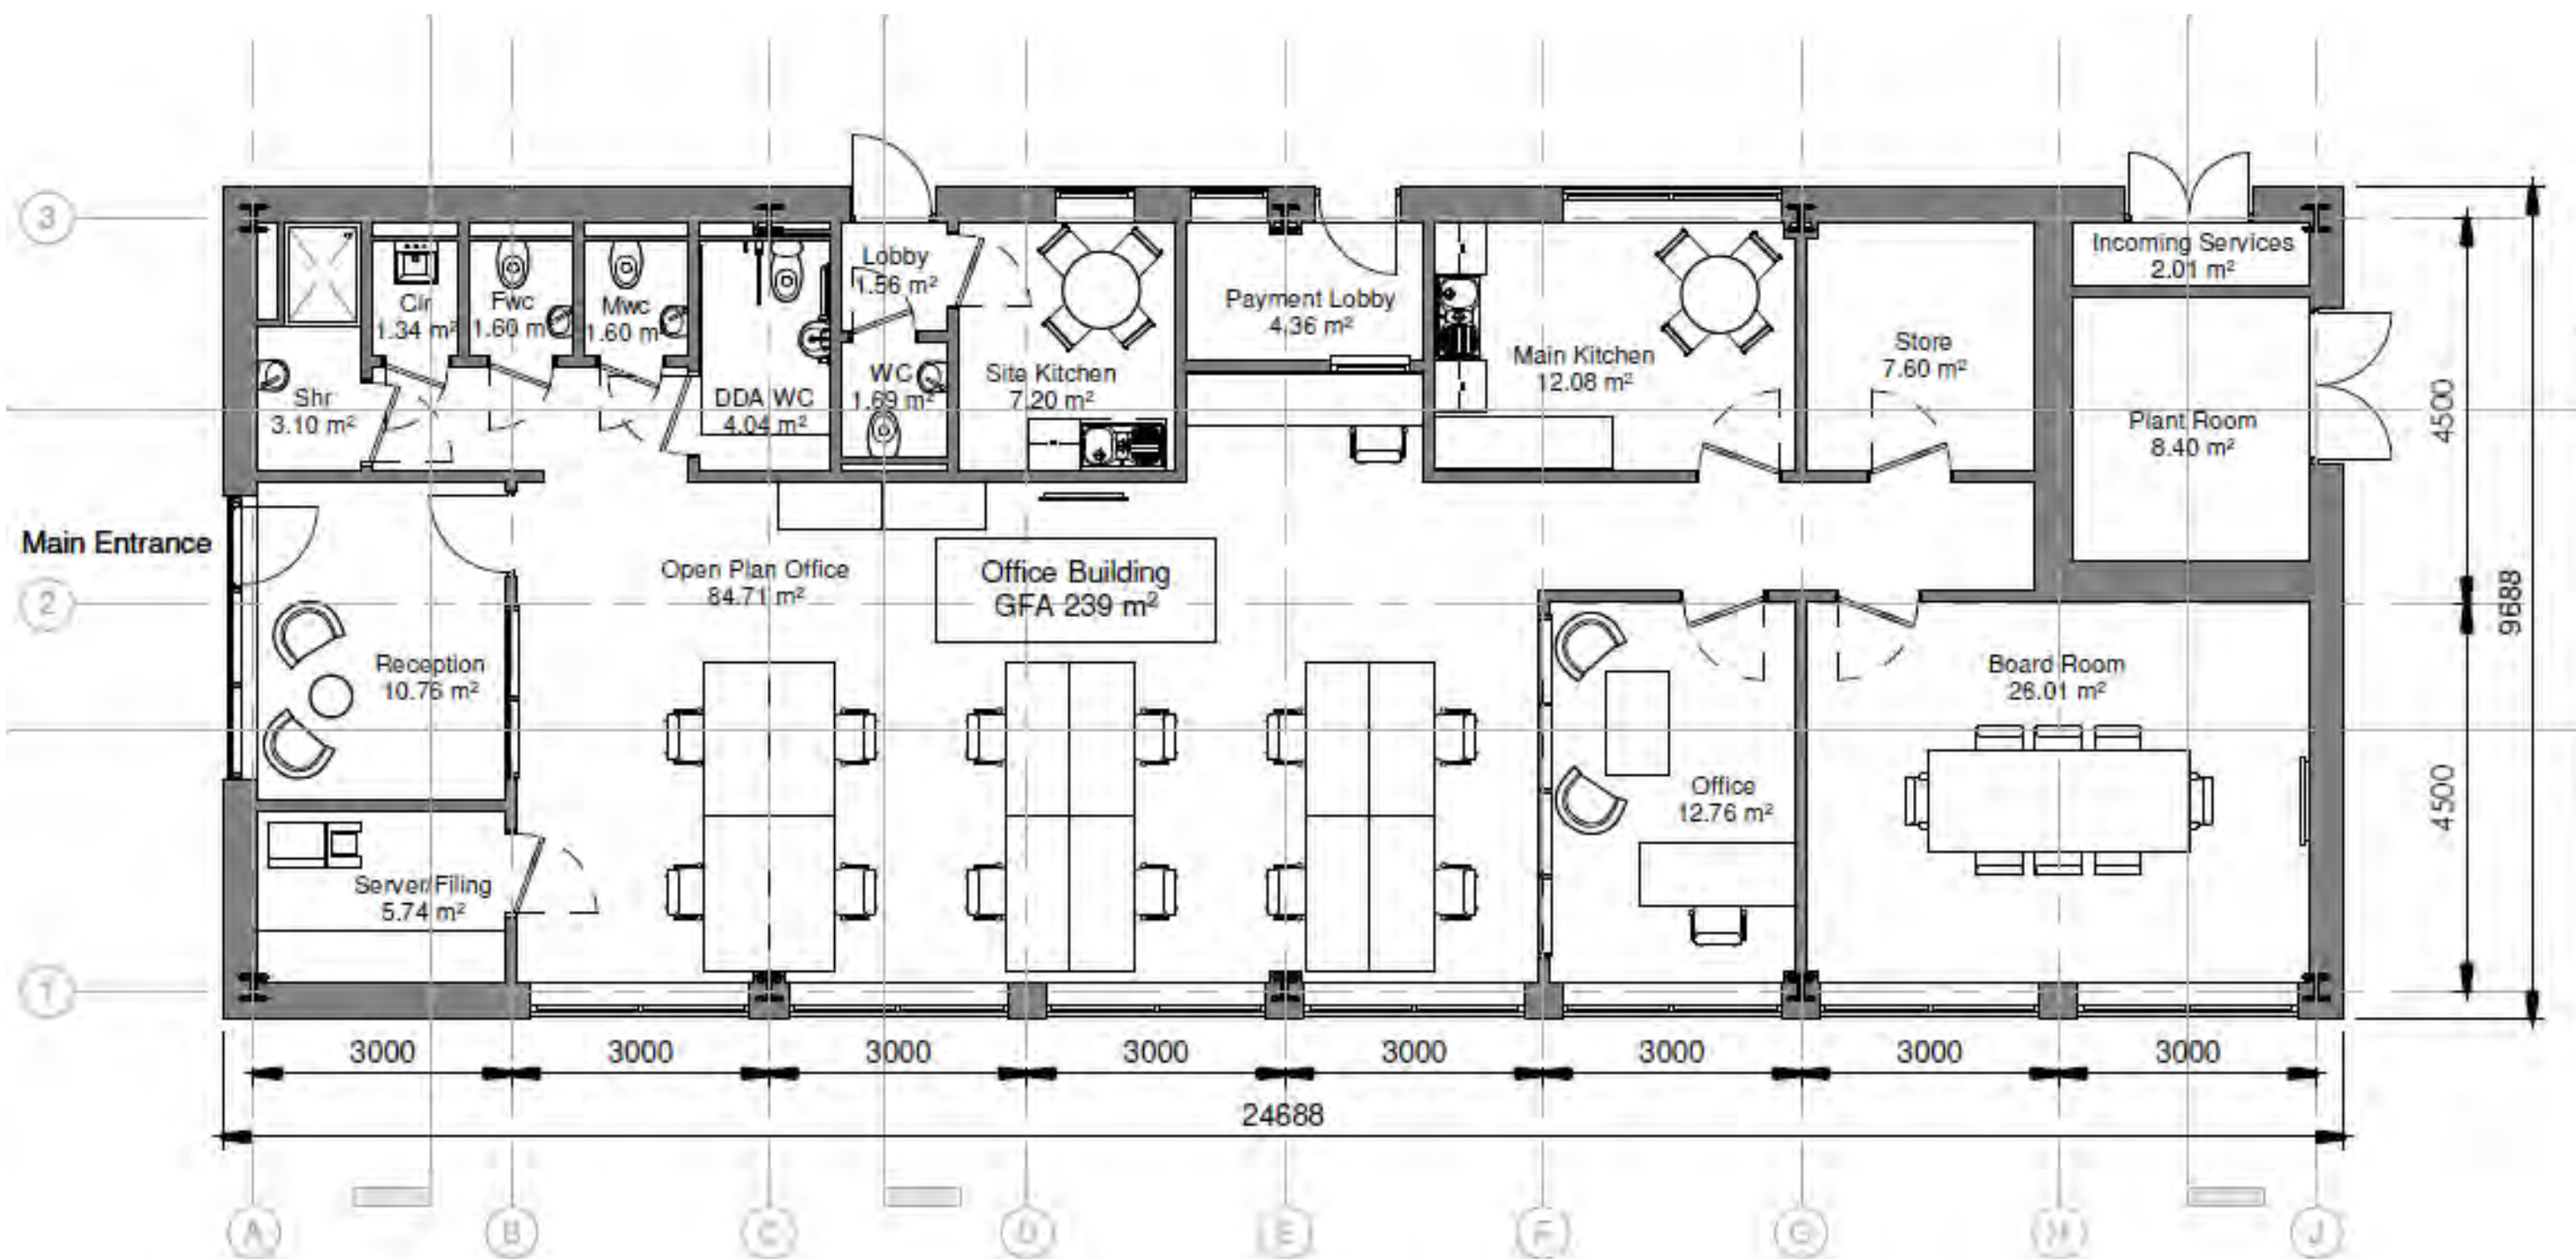 3
Lobby
1.56 m²
Incoming Services
2.01 m²
Clr
1.34 m²
Fwc
1.60 m²
Mwc
1.60 m²
Payment Lobby
4.36 m²
Main Kitchen
12.08 m²
Store
7.60 m²
Shr
3.10 m²
DDA WC
4.04 m²
WC
1.69 m²
Site Kitchen
7.20 m²
Plant Room
8.40 m²
4500
Main Entrance
2
Open Plan Office
84.71 m²
Office Building
GFA 239 m²
9688
Reception
10.76 m²
Board Room
26.01 m²
Office
12.76 m²
4500
Server/Filing
5.74 m²
1
3000 3000 3000 3000 3000 3000 3000 3000
24688
A B C D E F G H J